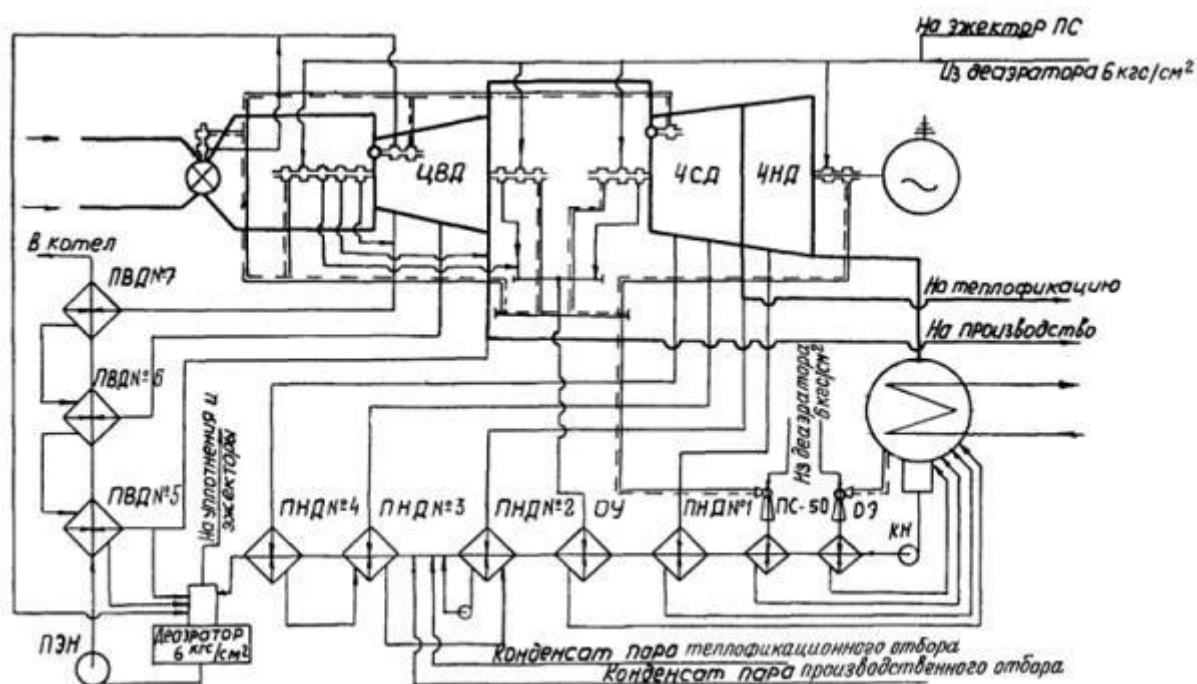 На эжектор ПС
Из деаэратора 6 кгс/см²
ЦВД
ЧСД
ЧНД
В котел
ПВД№7
На теплофикацию
На производство
ПВД№6
На уплотнения и
эжекторы
Из деаэратора
6 кгс/см²
ПВД№5
ПНД№4
ПНД№3
ПНД№2
ОУ
ПНД№1
ПС-50
ОЭ
КН
ПЭН
Деаэратор
6 кгс/см²
Конденсат пара теплофикационного отбора
Конденсат пара производственного отбора